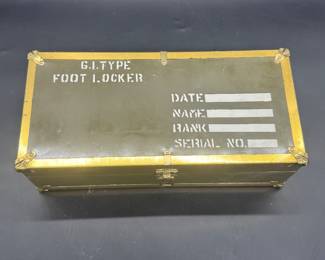 G.I.TYPE
FOOT LOCKER
DATE
NAME
RANK
SERIAL NO.